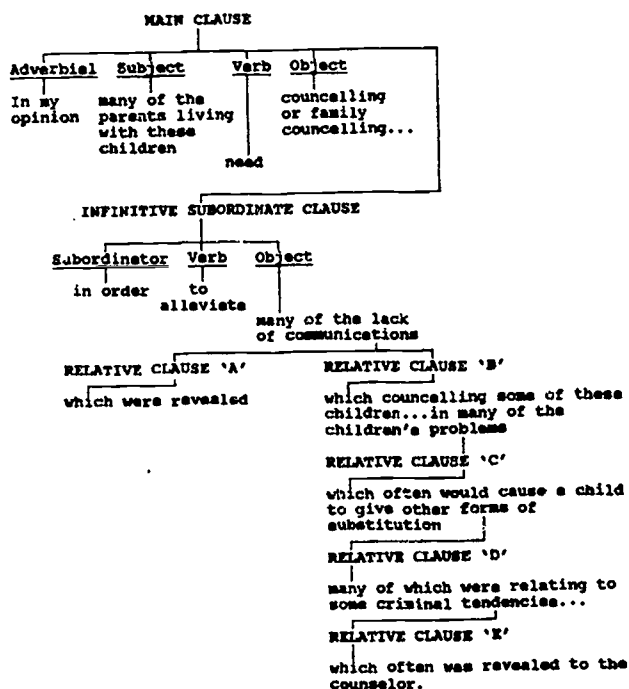 MAIN CLAUSE
Adverbial Subject Verb Object
In my opinion
many of the parents living with these children
need
councelling or family councelling...
INFINITIVE SUBORDINATE CLAUSE
Subordinator Verb Object
in order
to alleviate
many of the lack of communications
RELATIVE CLAUSE 'A'
which were revealed
RELATIVE CLAUSE 'B'
which councelling some of these
children...in many of the
children's problems
RELATIVE CLAUSE 'C'
which often would cause a child
to give other forms of
substitution
RELATIVE CLAUSE 'D'
many of which were relating to
some criminal tendencies...
RELATIVE CLAUSE 'E'
which often was revealed to the
counselor.